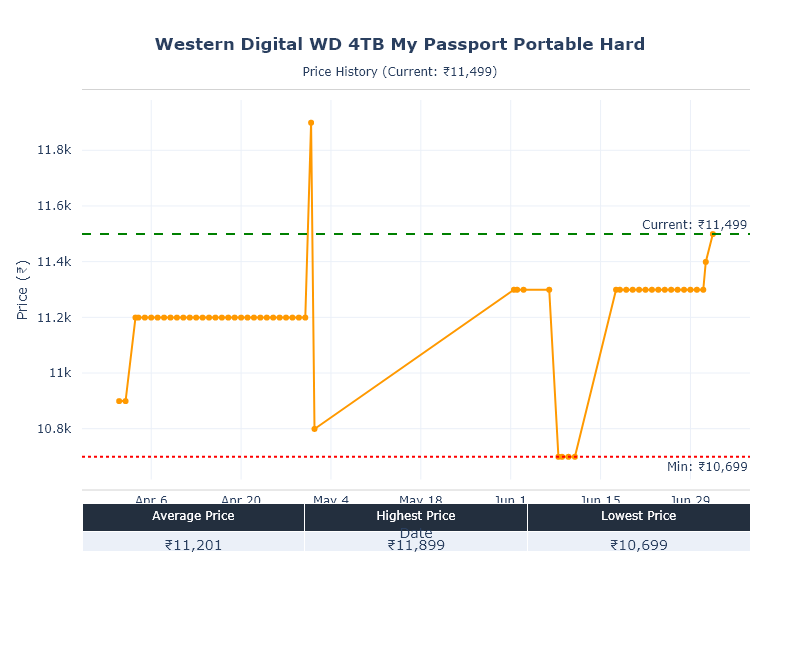 Western Digital WD 4TB My Passport Portable Hard
Price History (Current: ₹11,499)
11.8k
11.6k
11.4k
11.2k
11k
10.8k
Price (₹)
Current: ₹11,499
Min: ₹10,699
Apr 6 Apr 20 May 4 May 18 Jun 1 Jun 15 Jun 29
Date
Average Price Highest Price Lowest Price
₹11,201 ₹11,899 ₹10,699